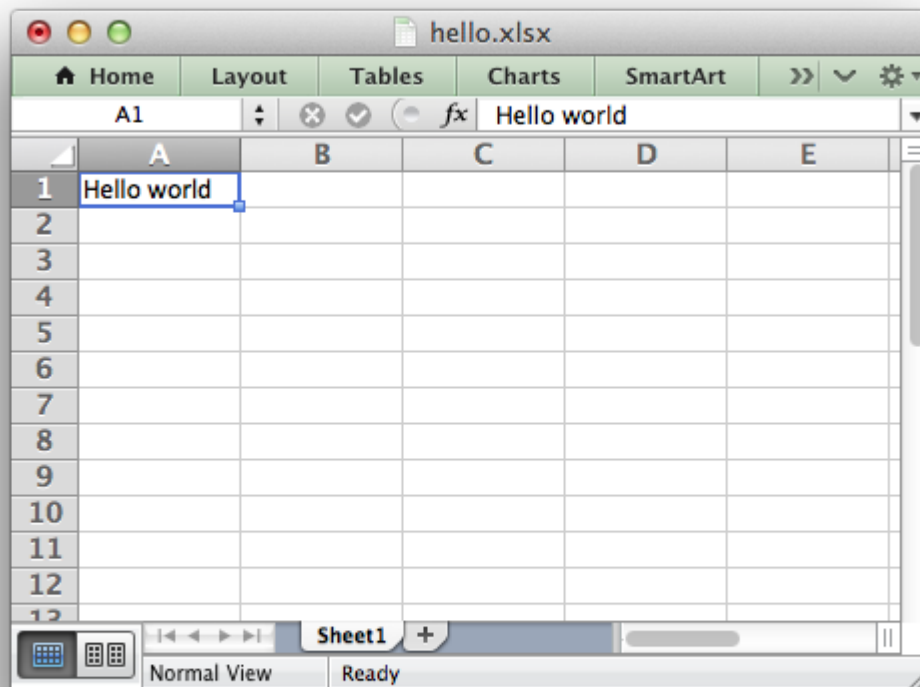 hello.xlsx
Home Layout Tables Charts SmartArt
A1 fx Hello world
A B C D E
1 Hello world
2
3
4
5
6
7
8
9
10
11
12
13
Sheet1 +
Normal View Ready